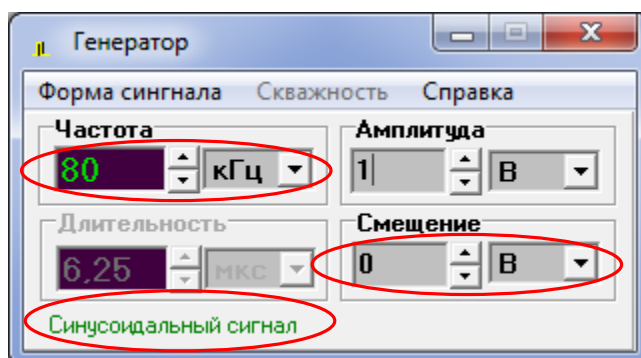 Генератор
Форма сингнала Скважность Справка
Частота Амплитуда
80 кГц 1 В
Длительность Смещение
6,25 мкс 0 В
Синусоидальный сигнал